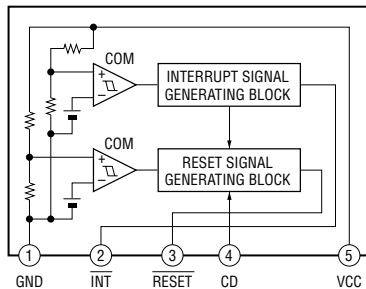 COM
INTERRUPT SIGNAL
GENERATING BLOCK
+
−
COM
RESET SIGNAL
GENERATING BLOCK
+
−
1
2
3
4
5
GND
INT
RESET
CD
VCC